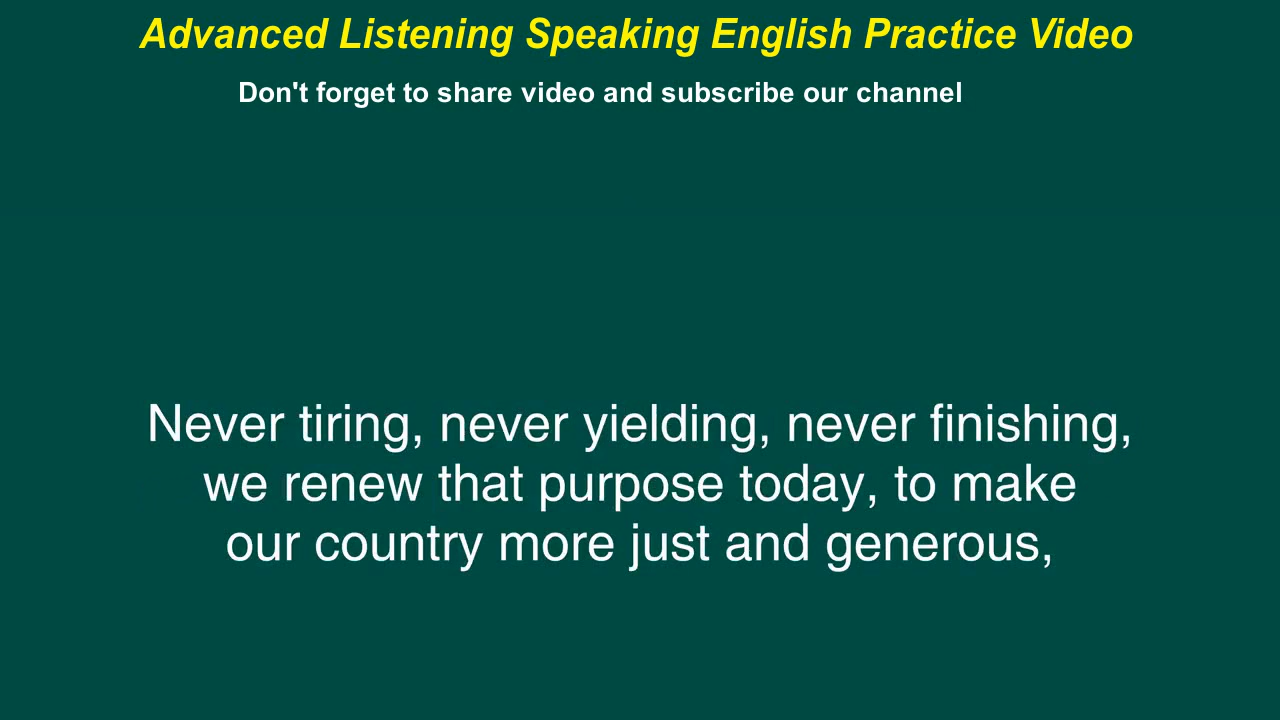 Advanced Listening Speaking English Practice Video
Don't forget to share video and subscribe our channel
Never tiring, never yielding, never finishing,
we renew that purpose today, to make
our country more just and generous,